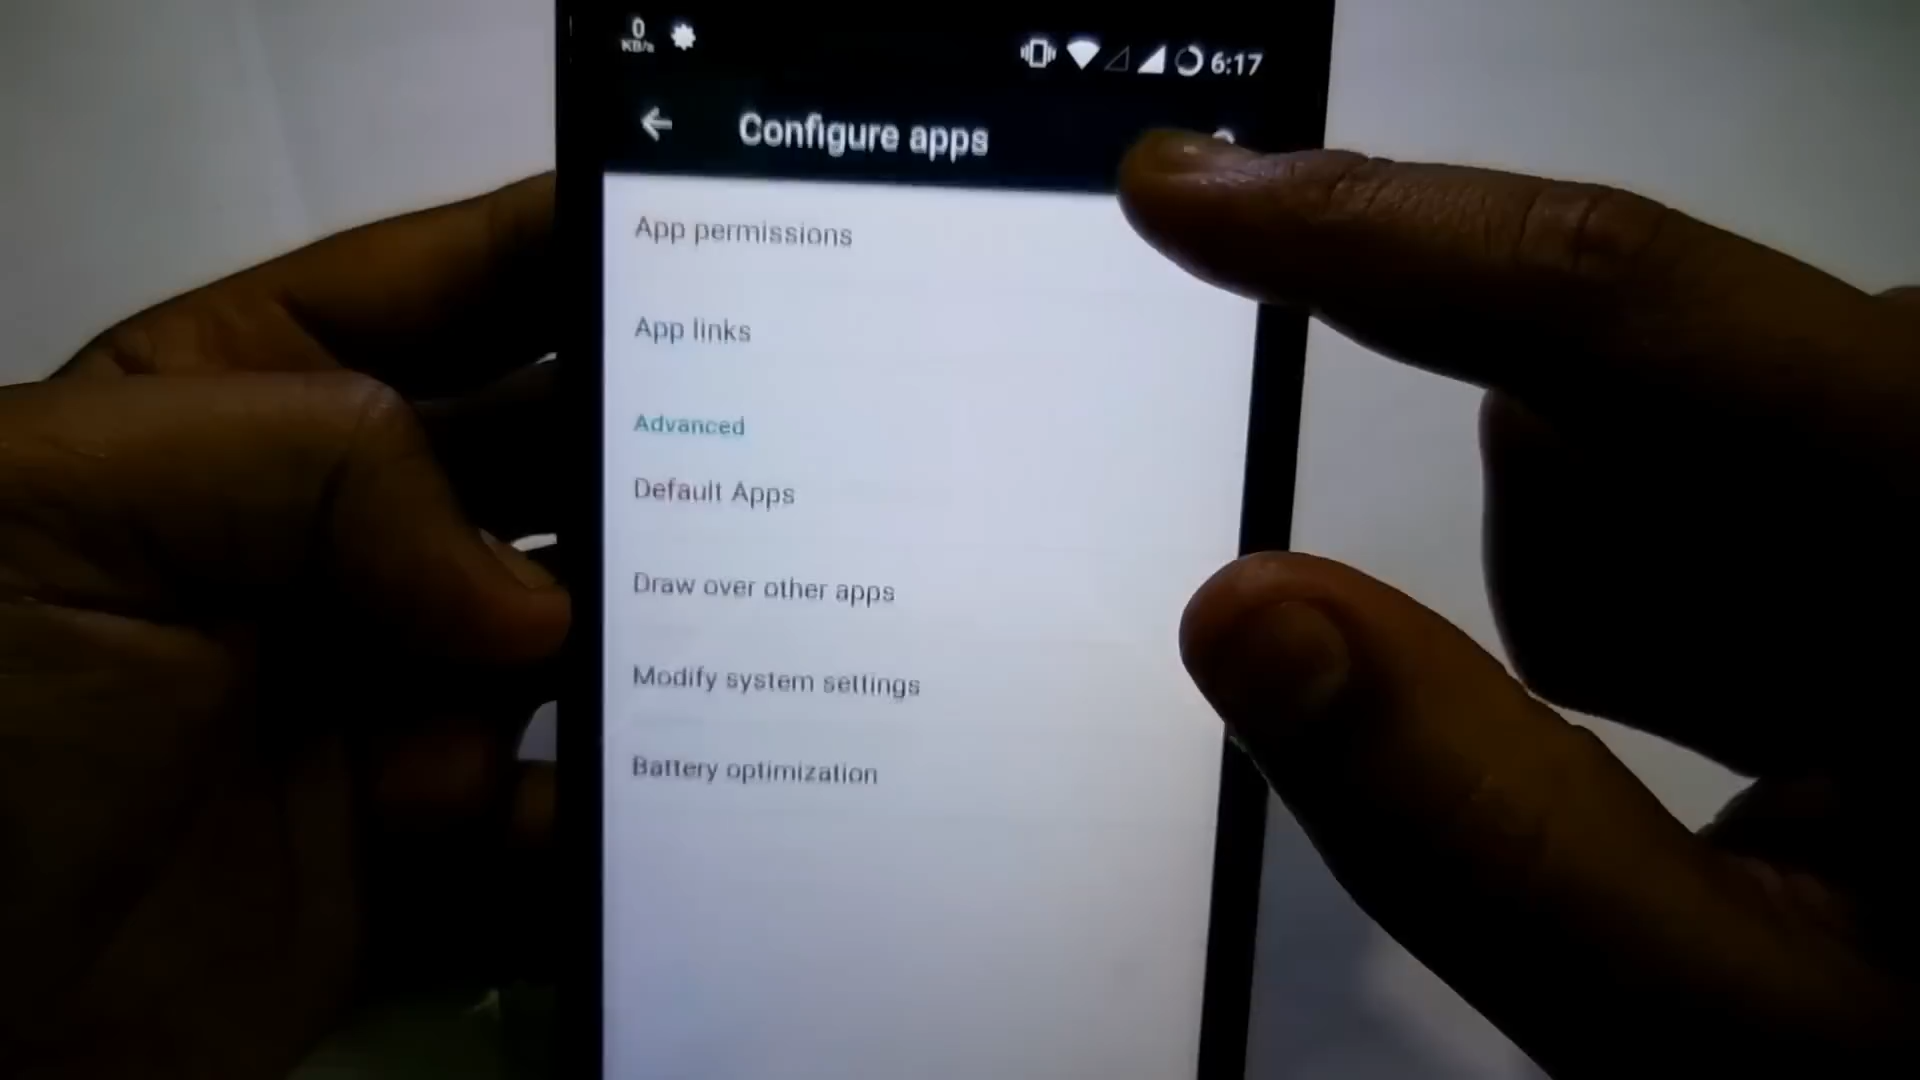 0
KB/s
6:17
Configure apps
App permissions
App links
Advanced
Default Apps
Draw over other apps
Modify system settings
Battery optimization